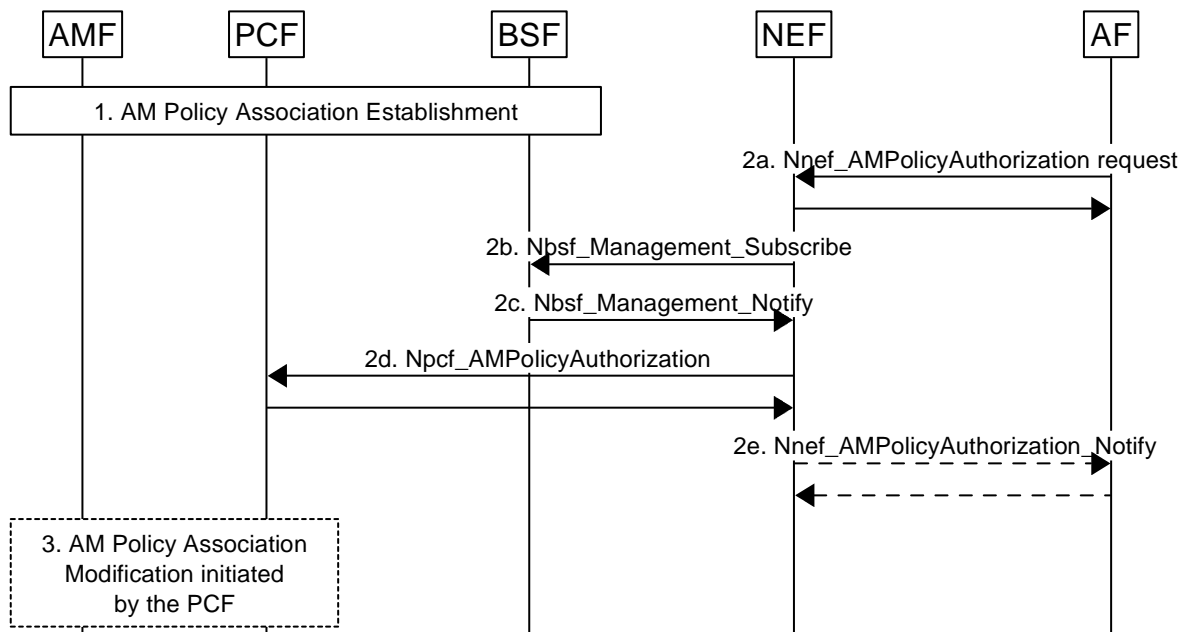 AMF
PCF
BSF
NEF
AF
1. AM Policy Association Establishment
2a. Nnef_AMPolicyAuthorization request
2b. Nbsf_Management_Subscribe
2c. Nbsf_Management_Notify
2d. Npcf_AMPolicyAuthorization
2e. Nnef_AMPolicyAuthorization_Notify
3. AM Policy Association
Modification initiated
by the PCF